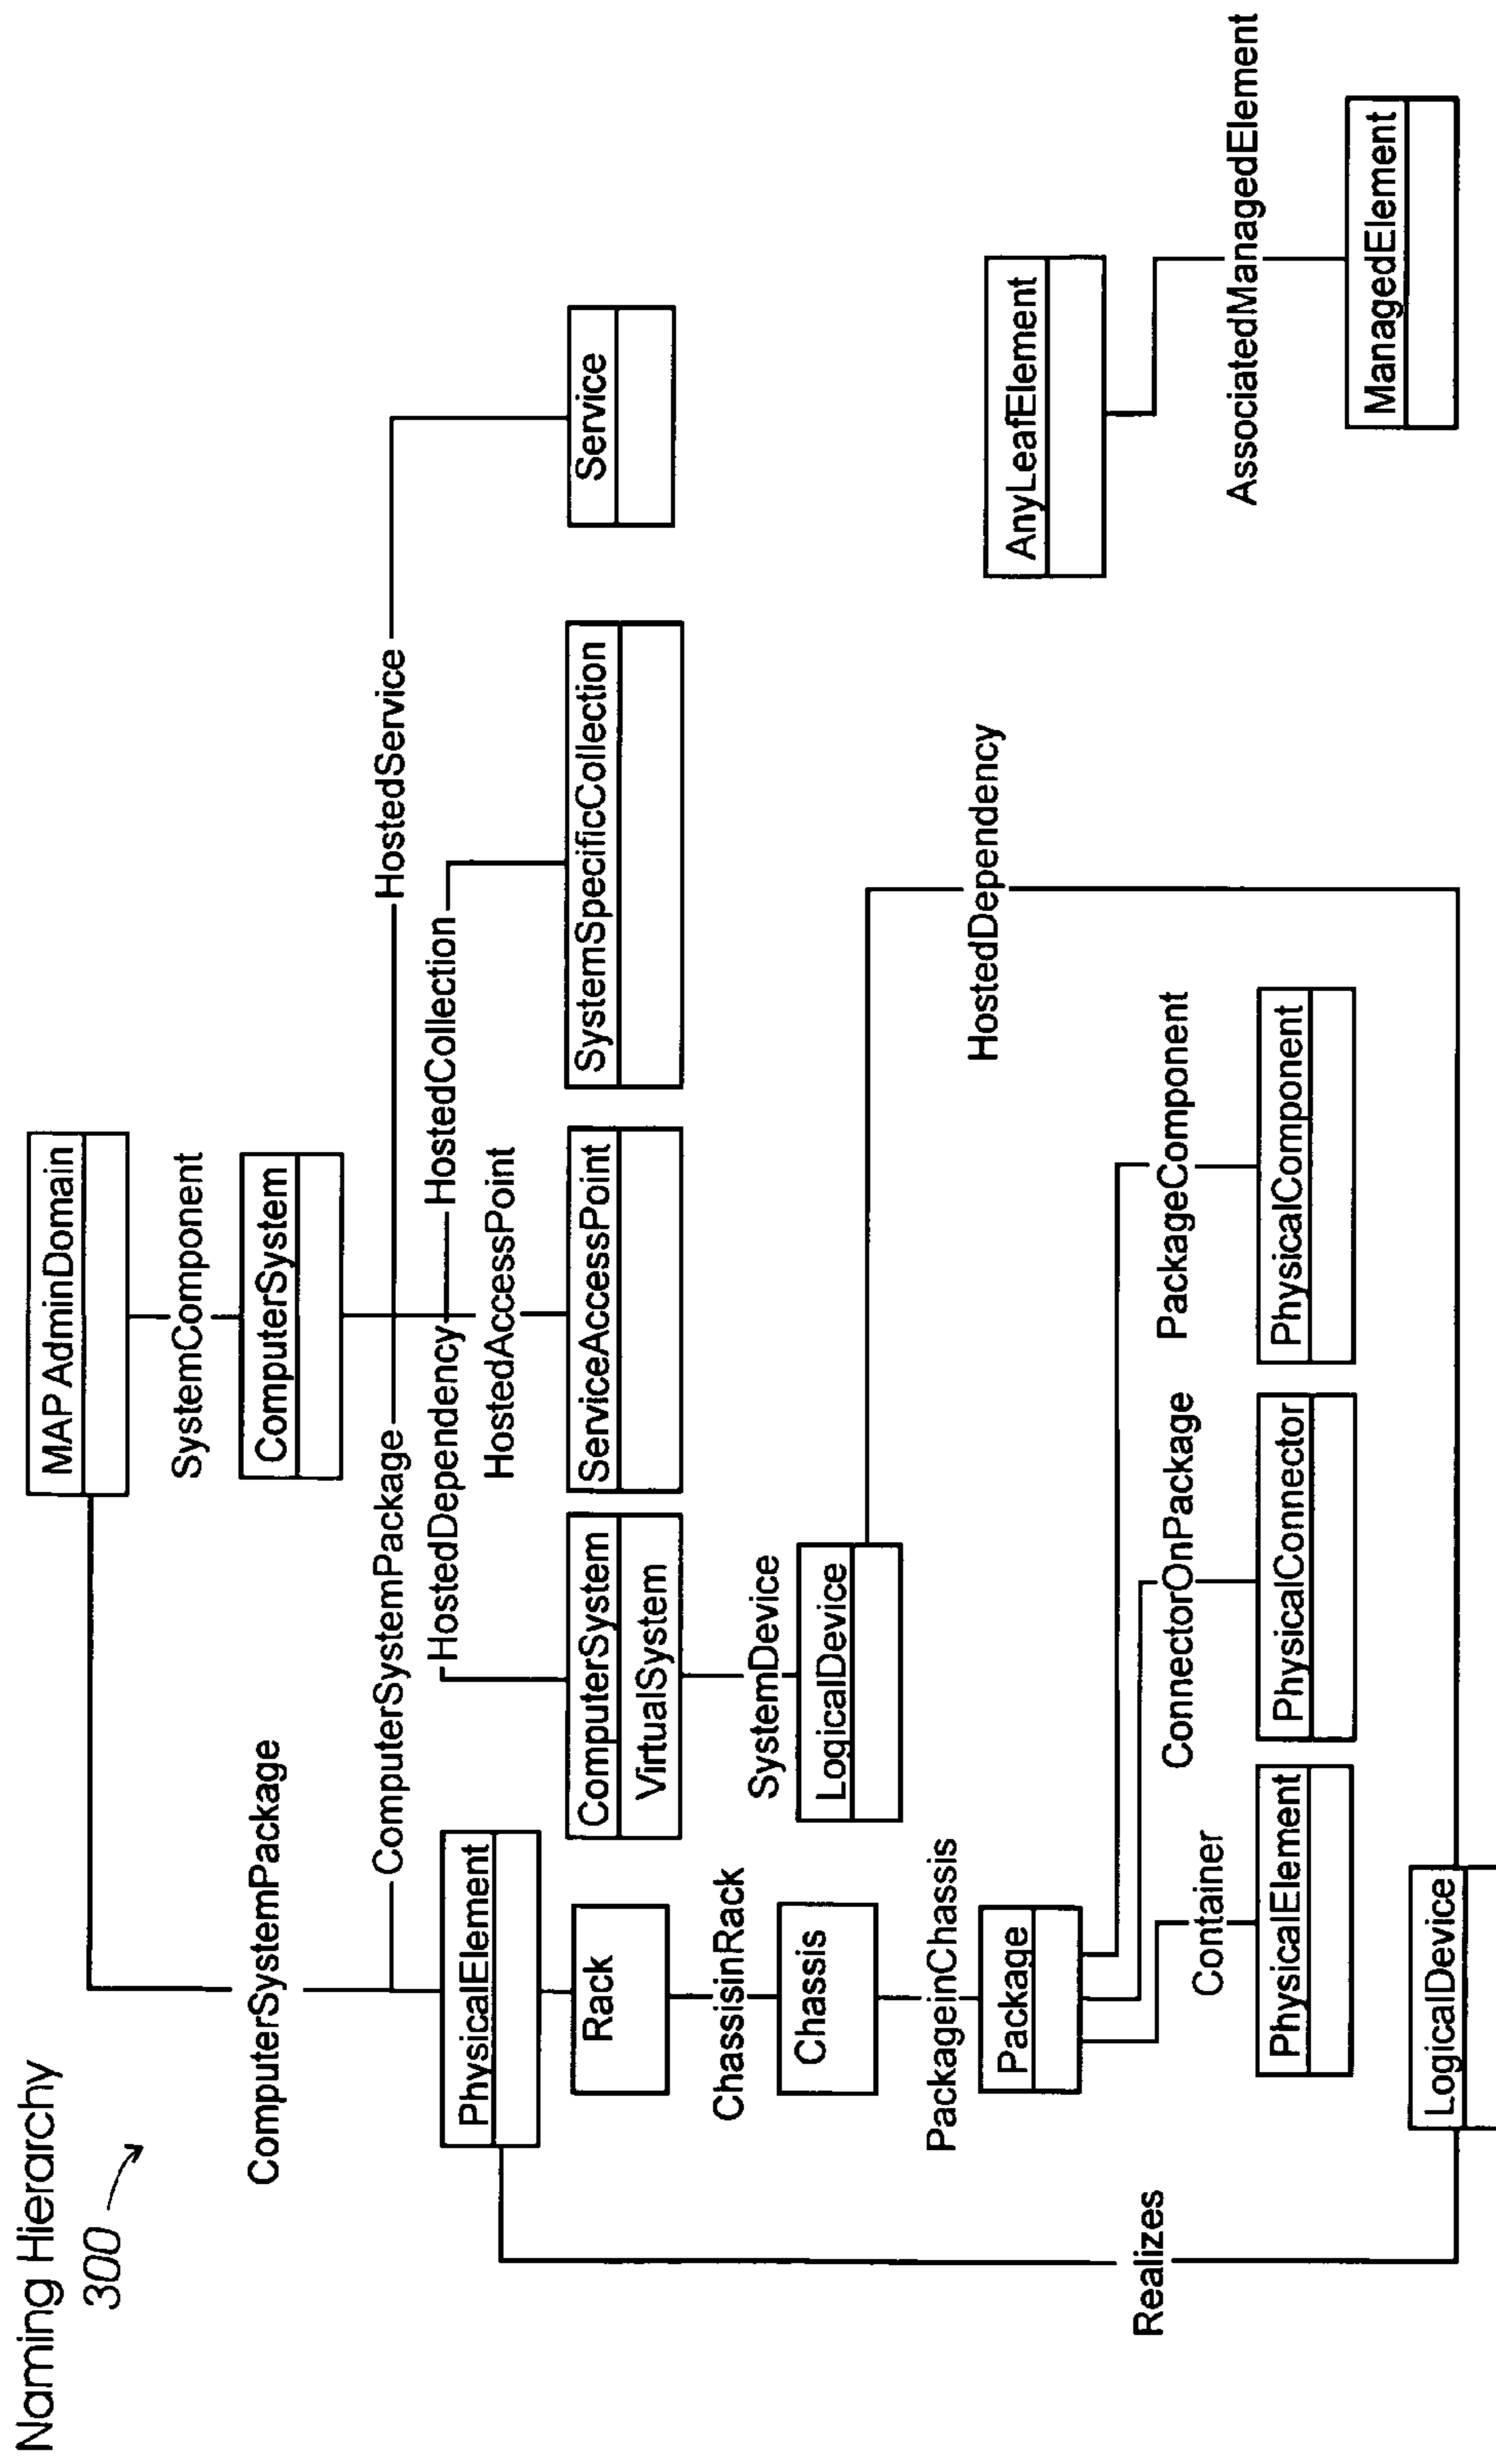 Naming Hierarchy
300
MAP AdminDomain
SystemComponent
ComputerSystemPackage
ComputerSystem
ComputerSystemPackage
HostedService
HostedDependency
HostedCollection
PhysicalElement
HostedAccessPoint
Rack
ComputerSystem
VirtualSystem
ServiceAccessPoint
SystemSpecificCollection
Service
ChassisinRack
SystemDevice
Chassis
LogicalDevice
PackageinChassis
HostedDependency
Package
AnyLeafElement
Realizes
Container
ConnectorOnPackage
PackageComponent
AssociatedManagedElement
PhysicalElement
PhysicalConnector
PhysicalComponent
ManagedElement
LogicalDevice